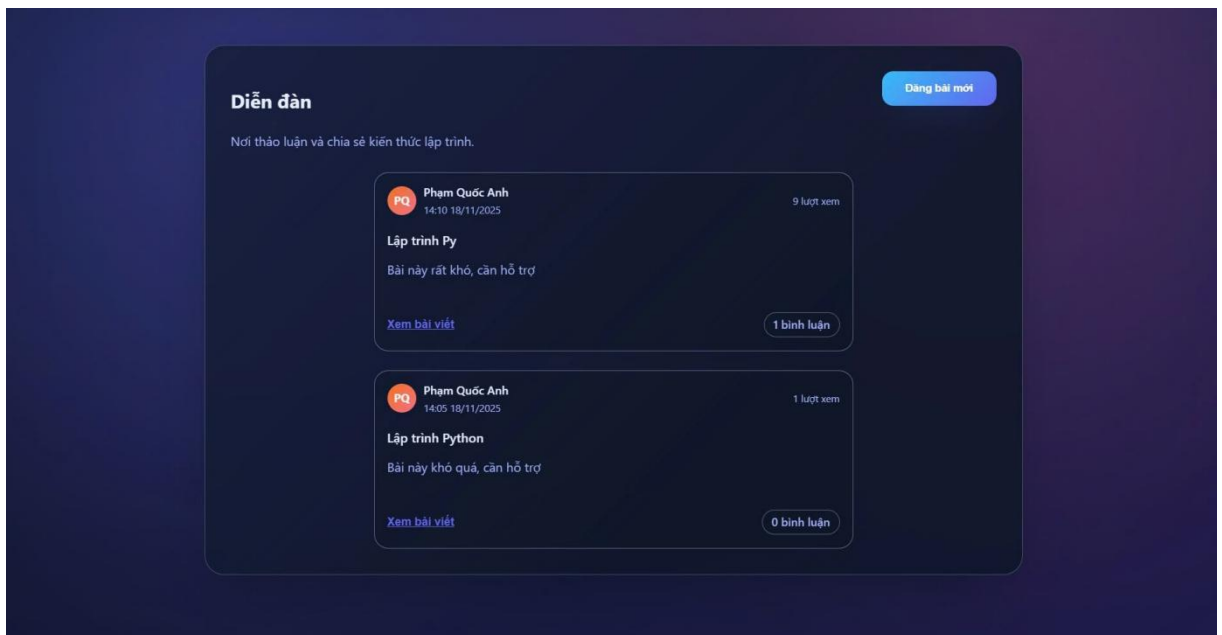 Diễn đàn
Đăng bài mới
Nơi thảo luận và chia sẻ kiến thức lập trình.
PQ
Phạm Quốc Anh
14:10 18/11/2025
9 lượt xem
Lập trình Py
Bài này rất khó, cần hỗ trợ
Xem bài viết
1 bình luận
PQ
Phạm Quốc Anh
14:05 18/11/2025
1 lượt xem
Lập trình Python
Bài này khó quá, cần hỗ trợ
Xem bài viết
0 bình luận